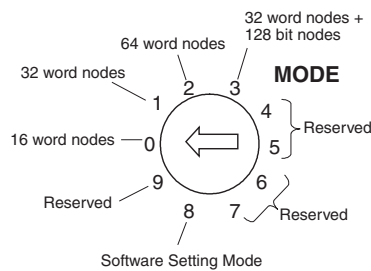 32 word nodes +
128 bit nodes
64 word nodes
MODE
32 word nodes
2
3
1
4
Reserved
16 word nodes
0
5
9
6
Reserved
8
7
Reserved
Software Setting Mode